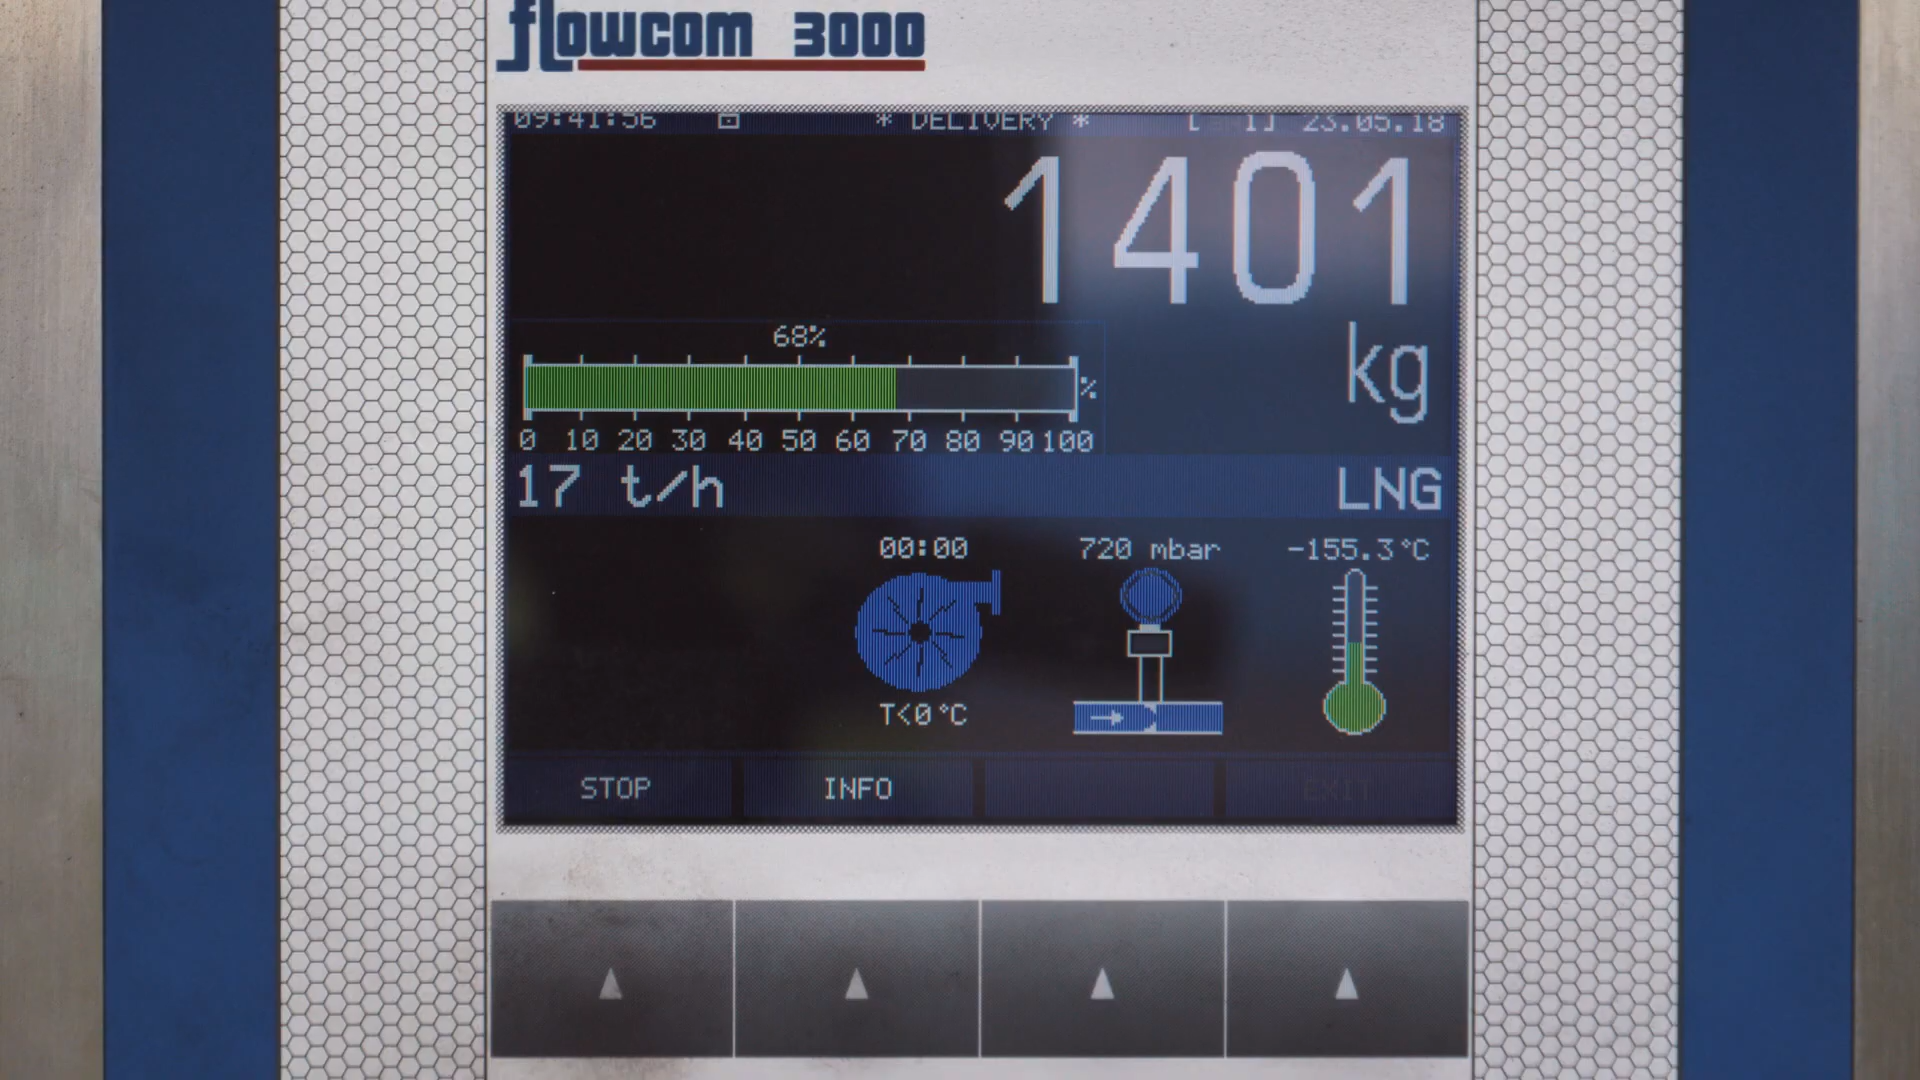 flowcom 3000
09:41:56 * DELIVERY * [ 1] 23.05.18
1401
kg
68%
%
0 10 20 30 40 50 60 70 80 90 100
17 t/h LNG
00:00 720 mbar -155.3°C
T<0°C
STOP INFO EXIT